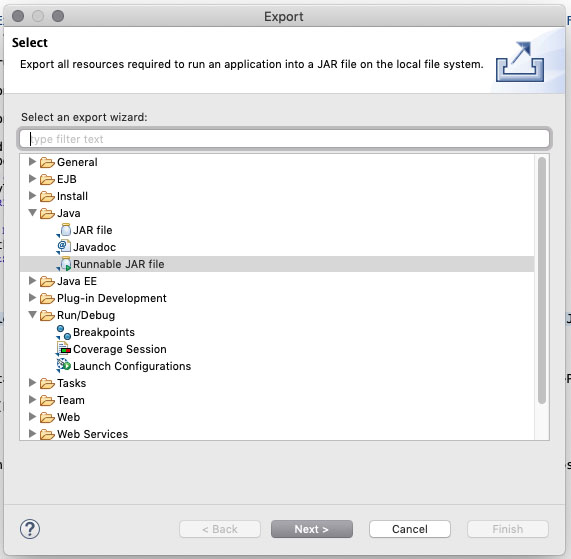 Export
Select
Export all resources required to run an application into a JAR file on the local file system.
Select an export wizard:
type filter text
General
EJB
Install
Java
JAR file
Javadoc
Runnable JAR file
Java EE
Plug-in Development
Run/Debug
Breakpoints
Coverage Session
Launch Configurations
Tasks
Team
Web
Web Services
?
< Back
Next >
Cancel
Finish